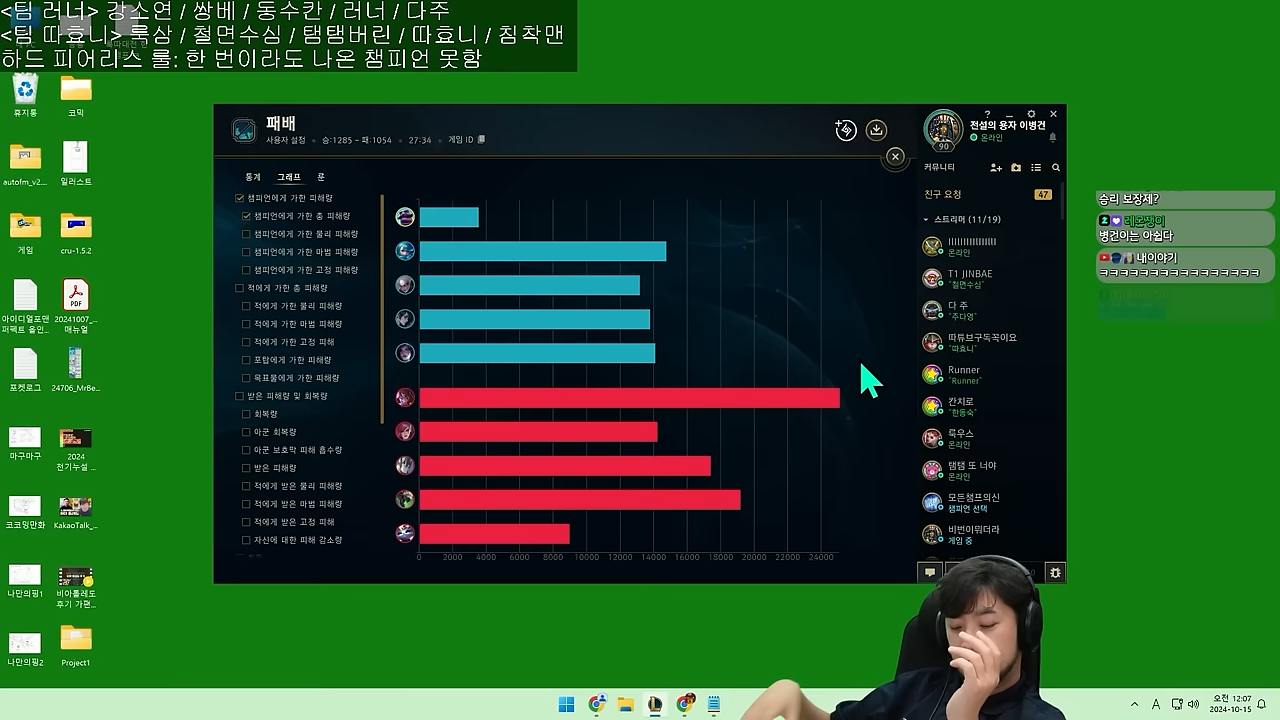 <팀 러너> 강소연 / 쌍베 / 동수칸 / 러너 / 다주
<팀 따효니> 룩삼 / 철면수심 / 탬탬버린 / 따효니 / 침착맨
하드 피어리스 룰: 한 번이라도 나온 챔피언 못함
휴지통
코믹
autofm_v2...
일러스트
게임
cru-1.5.2
아이디얼포맨
퍼펙트 올인...
20241007_...
매뉴얼
포켓로그
24706_MrBe...
마구마구
2024
전기누설 ...
코코팅만화
KakaoTalk_...
나만의핑1
비아톨레도
후기 가편...
나만의핑2
Project1
패배
사용자 설정
승:1285 - 패:1054
27:34
게임 ID
통계
그래프
룬
챔피언에게 가한 피해량
챔피언에게 가한 총 피해량
챔피언에게 가한 물리 피해량
챔피언에게 가한 마법 피해량
챔피언에게 가한 고정 피해량
적에게 가한 총 피해량
적에게 가한 물리 피해량
적에게 가한 마법 피해량
적에게 가한 고정 피해
포탑에게 가한 피해량
목표물에게 가한 피해량
받은 피해량 및 회복량
회복량
아군 회복량
아군 보호막 피해 흡수량
받은 피해량
적에게 받은 물리 피해량
적에게 받은 마법 피해량
적에게 받은 고정 피해
자신에 대한 피해 감소량
0 2000 4000 6000 8000 10000 12000 14000 16000 18000 20000 22000 24000
전설의 용자 이병건
온라인
90
커뮤니티
친구 요청
47
스트리머 (11/19)
온라인
T1 JINBAE
"철면수심"
다 주
"주다영"
따튜브구독꼭이요
"따효니"
Runner
"Runner"
칸치로
"한동숙"
룩우스
온라인
탬탬 또 너야
온라인
모든챔프의신
챔피언 선택
비번이뭐더라
게임 중
승리 보장제?
레몬쟁이
병건이는 아쉽다
내이야기
ㅋㅋㅋㅋㅋㅋㅋㅋㅋㅋㅋㅋㅋㅋㅋㅋ
A
오전 12:07
2024-10-15